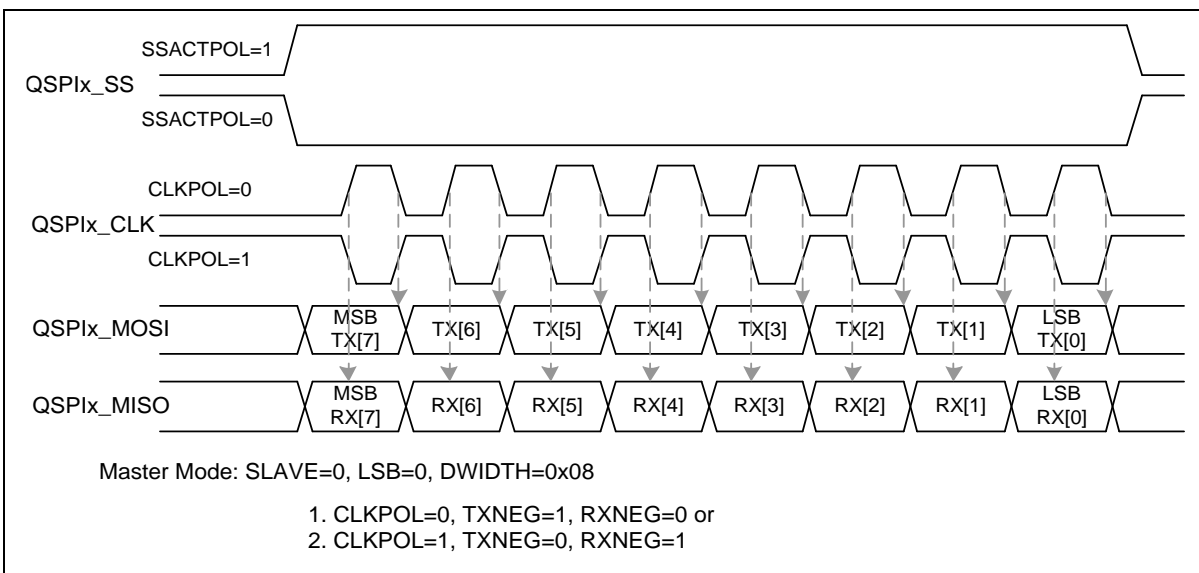 SSACTPOL=1
QSPIx_SS
SSACTPOL=0
CLKPOL=0
QSPIx_CLK
CLKPOL=1
QSPIx_MOSI
MSB
TX[7]
TX[6]
TX[5]
TX[4]
TX[3]
TX[2]
TX[1]
LSB
TX[0]
QSPIx_MISO
MSB
RX[7]
RX[6]
RX[5]
RX[4]
RX[3]
RX[2]
RX[1]
LSB
RX[0]
Master Mode: SLAVE=0, LSB=0, DWIDTH=0x08
1. CLKPOL=0, TXNEG=1, RXNEG=0 or
2. CLKPOL=1, TXNEG=0, RXNEG=1